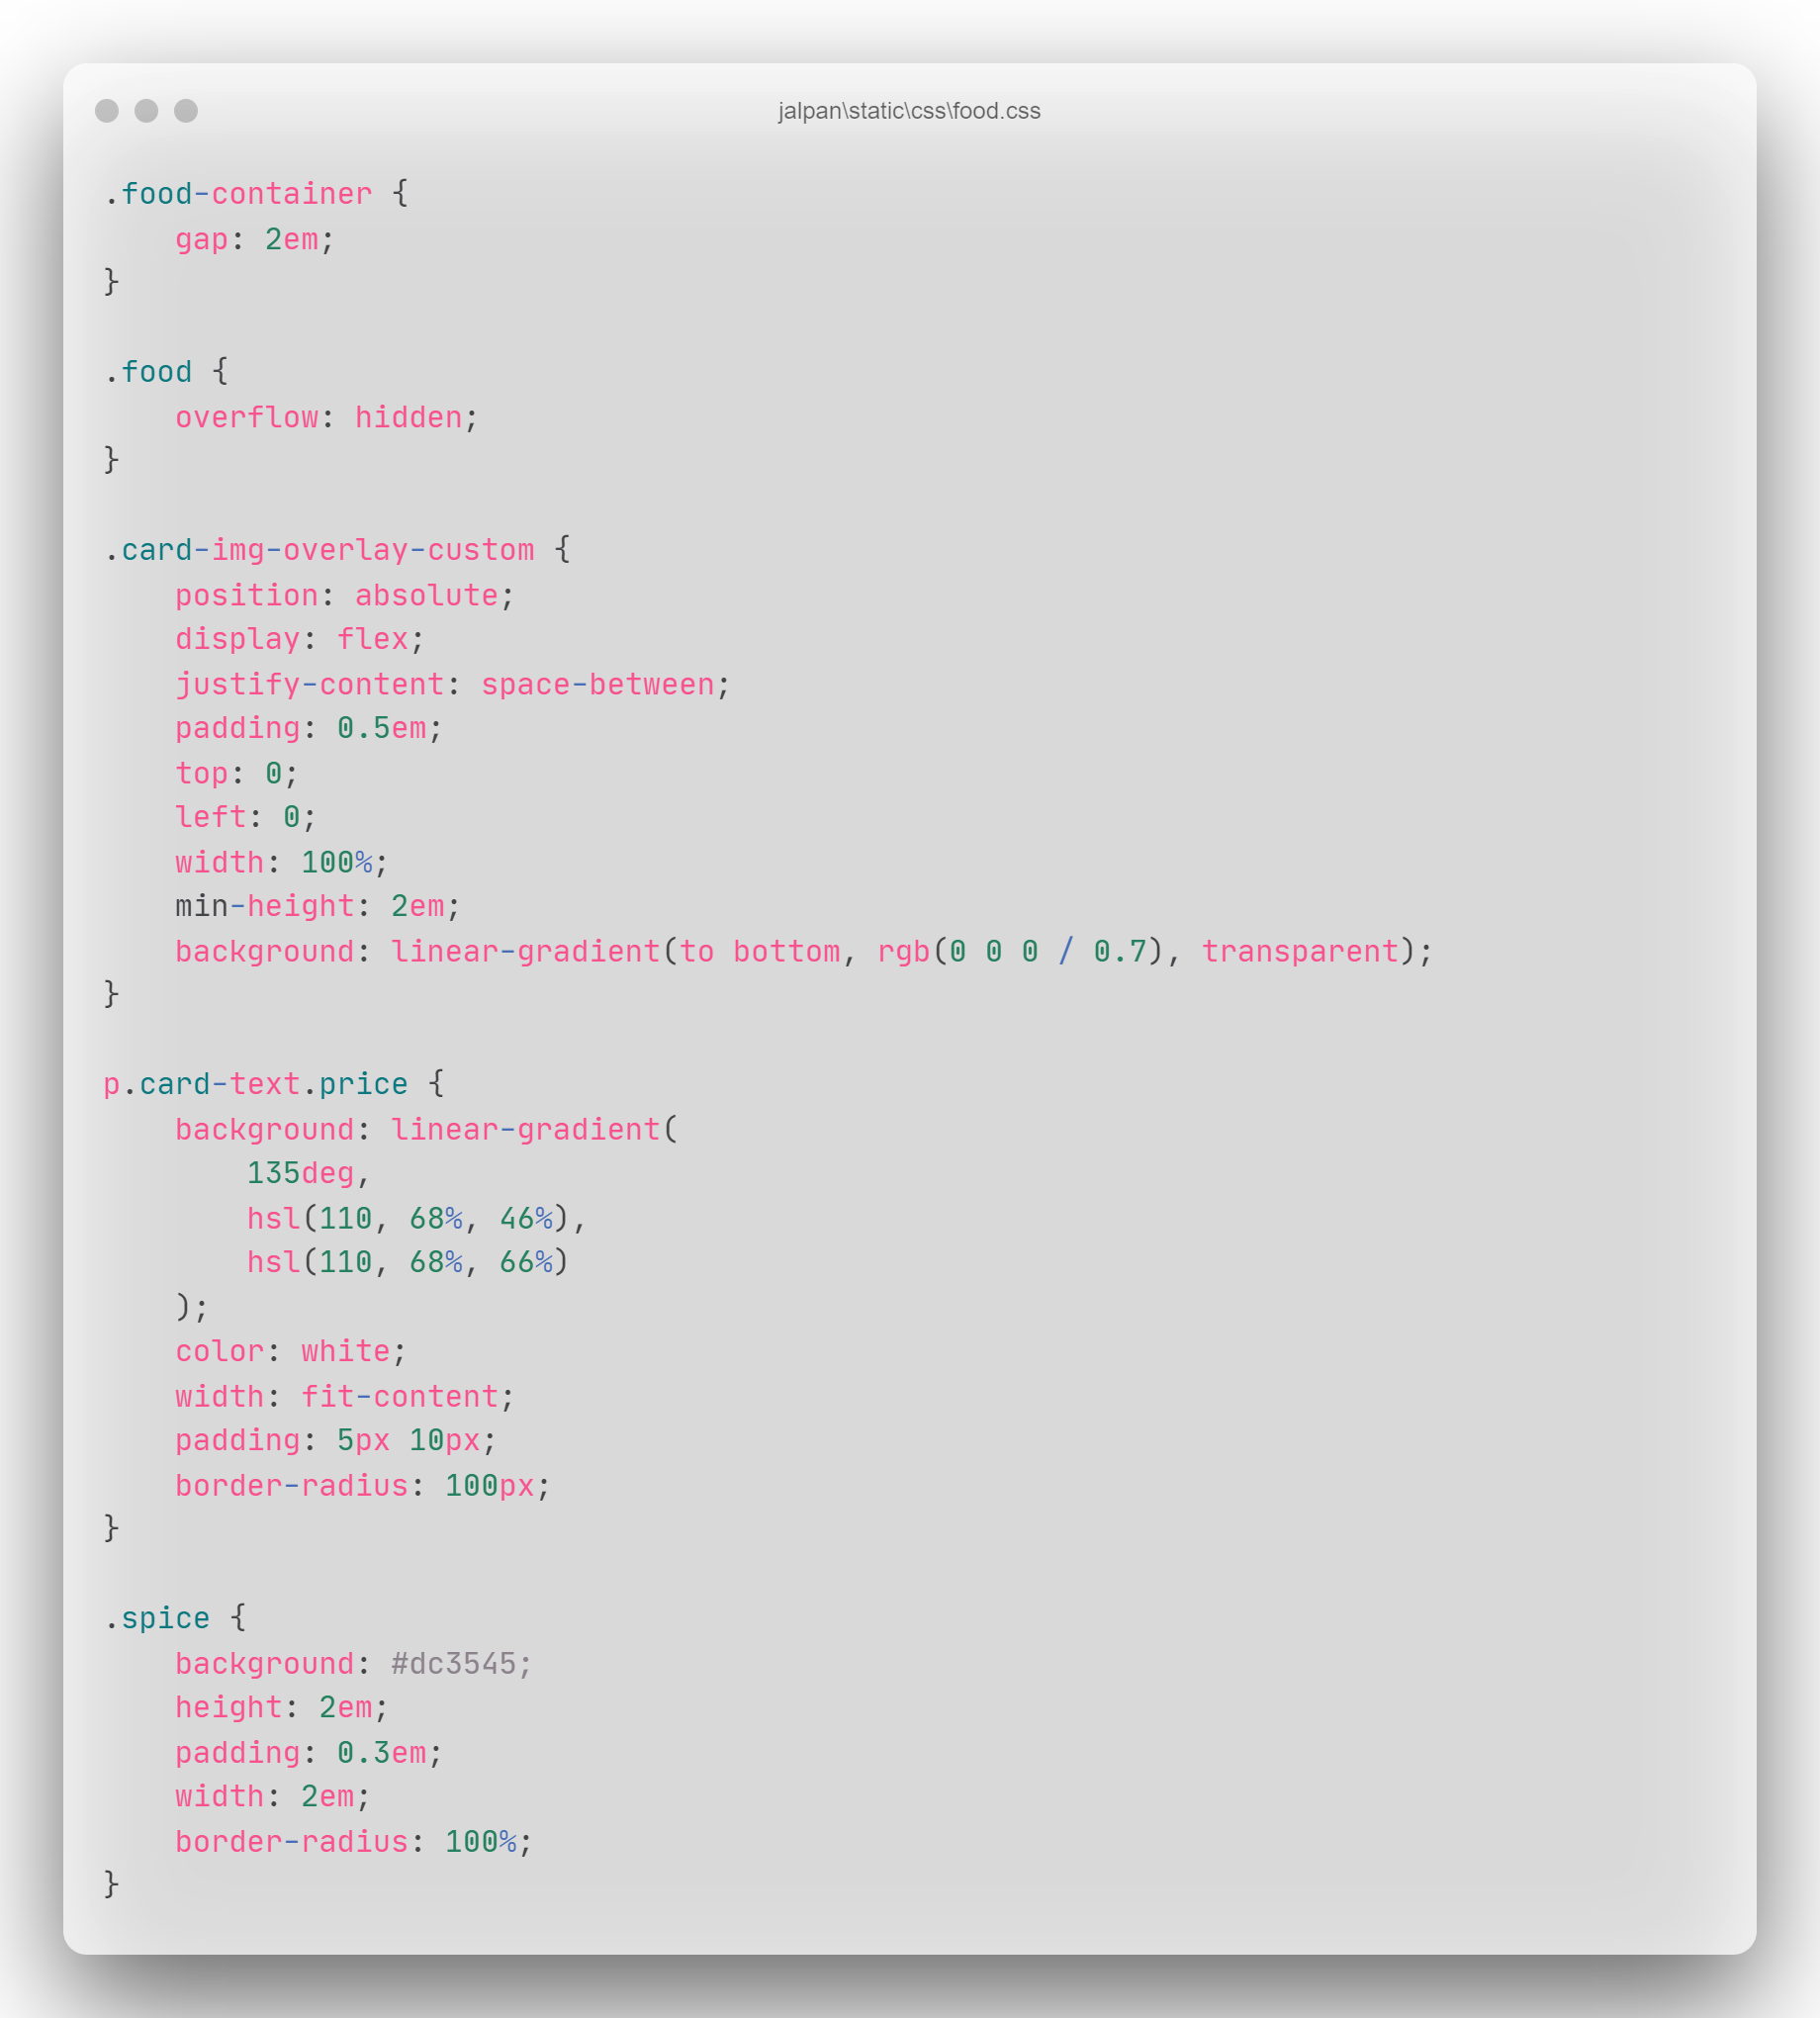 jalpan\static\css\food.css
.food-container {
    gap: 2em;
}

.food {
    overflow: hidden;
}

.card-img-overlay-custom {
    position: absolute;
    display: flex;
    justify-content: space-between;
    padding: 0.5em;
    top: 0;
    left: 0;
    width: 100%;
    min-height: 2em;
    background: linear-gradient(to bottom, rgb(0 0 0 / 0.7), transparent);
}

p.card-text.price {
    background: linear-gradient(
        135deg,
        hsl(110, 68%, 46%),
        hsl(110, 68%, 66%)
    );
    color: white;
    width: fit-content;
    padding: 5px 10px;
    border-radius: 100px;
}

.spice {
    background: #dc3545;
    height: 2em;
    padding: 0.3em;
    width: 2em;
    border-radius: 100%;
}